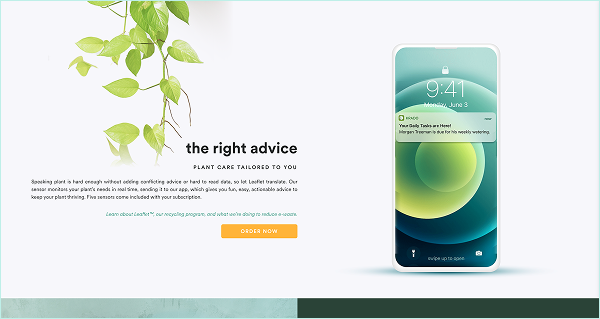 the right advice
PLANT CARE TAILORED TO YOU
Speaking plant is hard enough without adding conflicting advice or hard to read data, so let Leaflet translate. Our
sensor monitors your plant's needs in real time, sending it to our app, which gives you fun, easy, actionable advice to
keep your plant thriving. Five sensors come included with your subscription.
Learn about Leaflet™, our recycling program, and what we're doing to reduce e-waste.
ORDER NOW
9:41
Monday, June 3
now
Your Daily Tasks are Here!
Morgan Treeman is due for his weekly watering.
swipe up to open